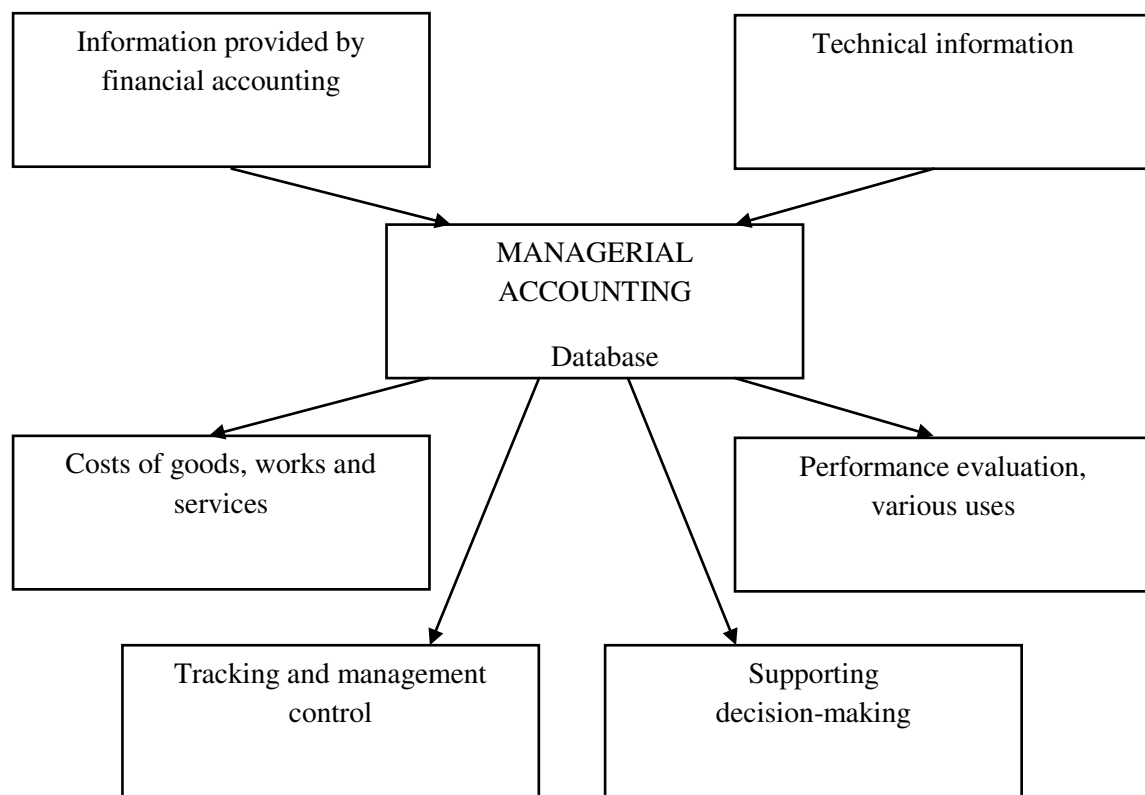 Information provided by
financial accounting
Technical information
MANAGERIAL
ACCOUNTING
Database
Costs of goods, works and
services
Performance evaluation,
various uses
Tracking and management
control
Supporting
decision-making